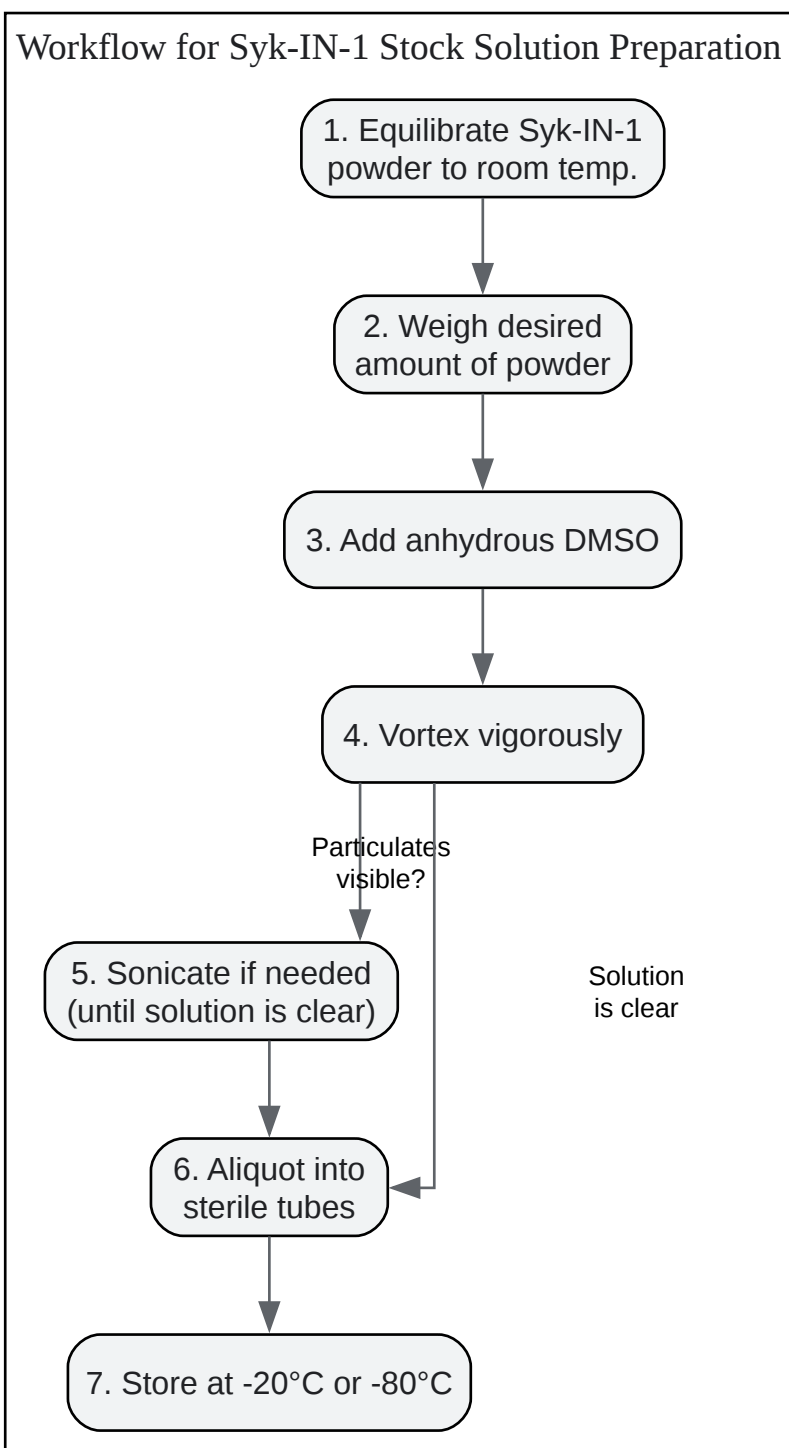 Workflow for Syk-IN-1 Stock Solution Preparation
1. Equilibrate Syk-IN-1
powder to room temp.
2. Weigh desired
amount of powder
3. Add anhydrous DMSO
4. Vortex vigorously
Particulates
visible?
5. Sonicate if needed
(until solution is clear)
Solution
is clear
6. Aliquot into
sterile tubes
7. Store at -20°C or -80°C